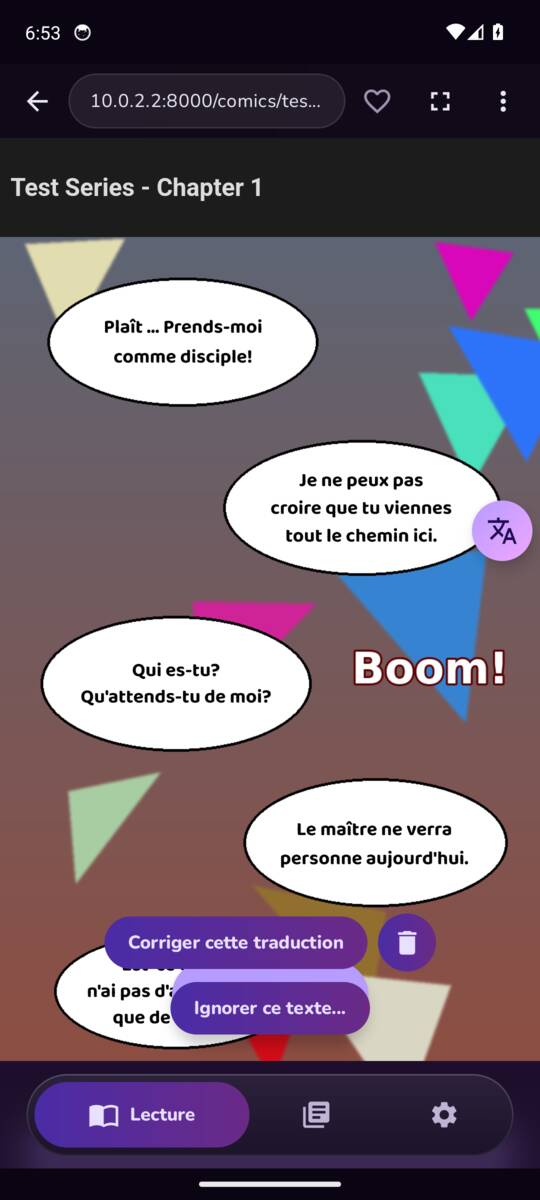 6:53
10.0.2.2:8000/comics/tes...
Test Series - Chapter 1
Plaît ... Prends-moi
comme disciple!
Je ne peux pas
croire que tu viennes
tout le chemin ici.
Qui es-tu?
Qu'attends-tu de moi?
Boom!
Le maître ne verra
personne aujourd'hui.
Corriger cette traduction
n'ai pas
que de
Ignorer ce texte...
Lecture